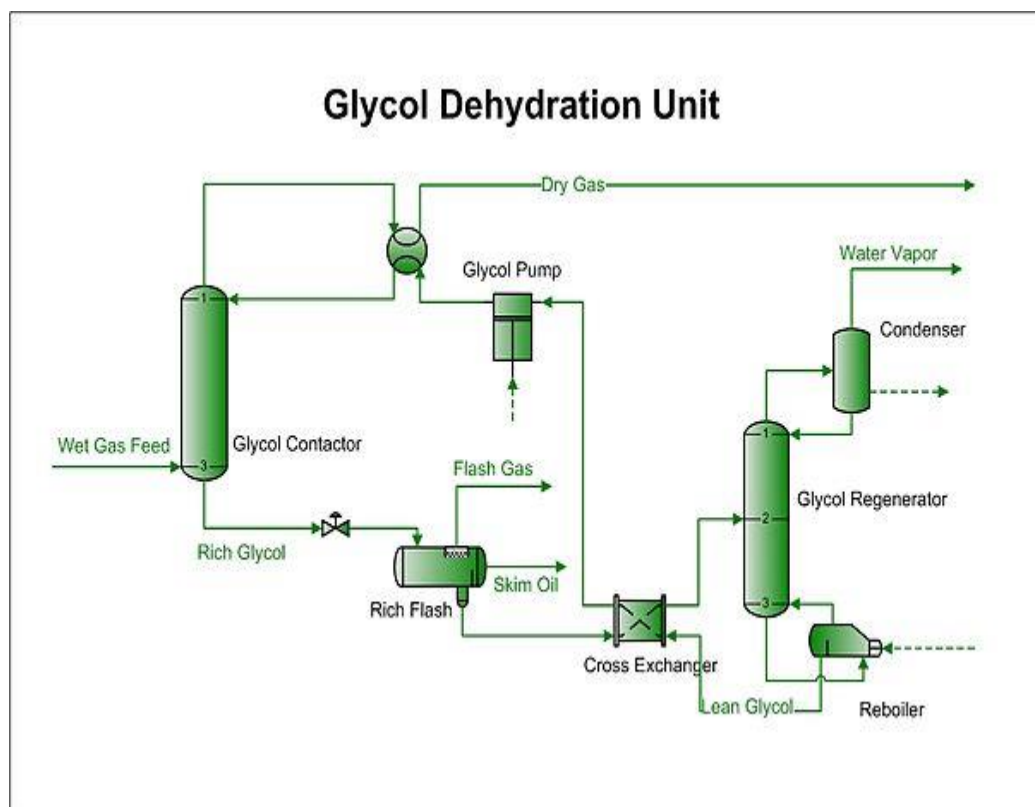 Glycol Dehydration Unit
Dry Gas
Water Vapor
Glycol Pump
Condenser
1
1
Wet Gas Feed
Glycol Contactor
3
Flash Gas
Glycol Regenerator
2
Rich Glycol
Skim Oil
Rich Flash
3
Cross Exchanger
Lean Glycol
Reboiler